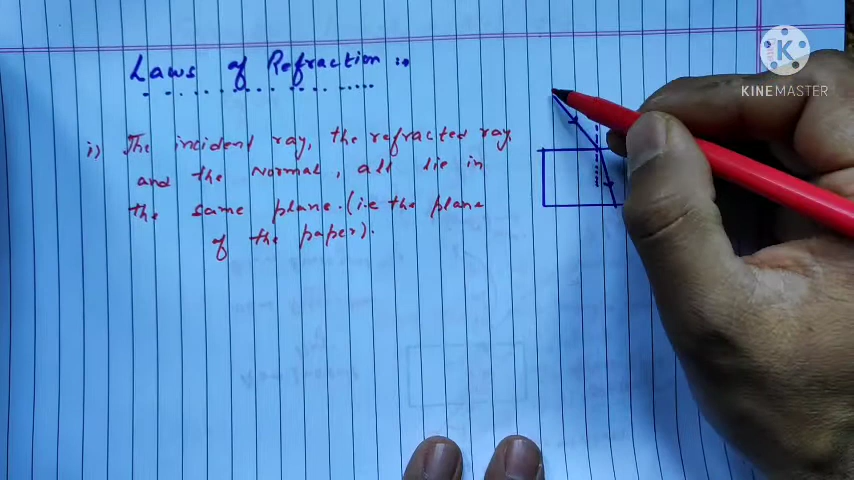 Laws of Refraction :-
i) The incident ray, the refracted ray,
and the Normal, all lie in
the same plane. (i.e the plane
of the paper).
K
KINEMASTER